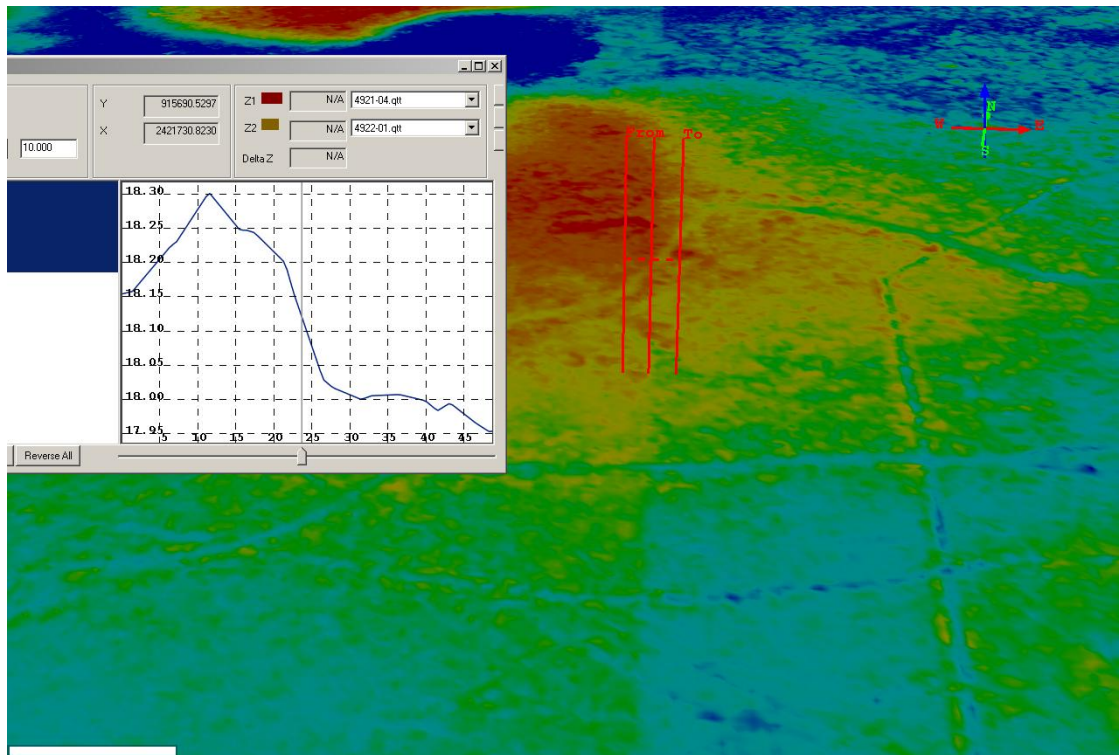 Y 915690.5297 Z1 N/A 4921-04.qtt
X 2421730.8230 Z2 N/A 4922-01.qtt
10.000
Delta Z N/A
18.30
18.25
18.20
18.15
18.10
18.05
18.00
17.95
5 10 15 20 25 30 35 40 45
Reverse All
From To
N
W E
S